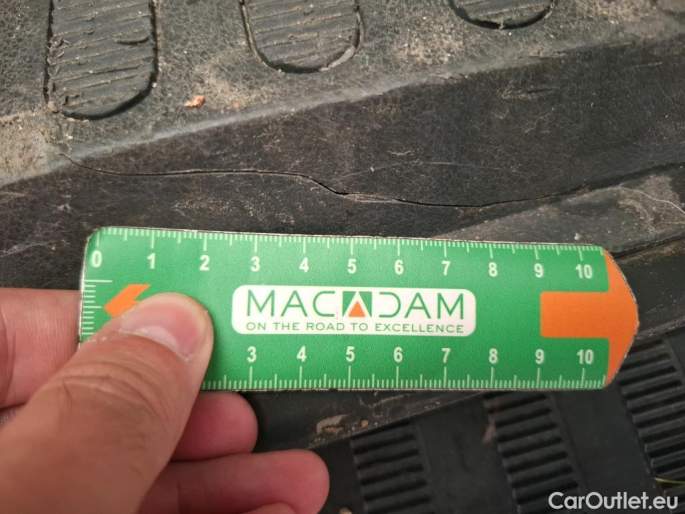 0 1 2 3 4 5 6 7 8 9 10
MACADAM
ON THE ROAD TO EXCELLENCE
3 4 5 6 7 8 9 10
CarOutlet.eu